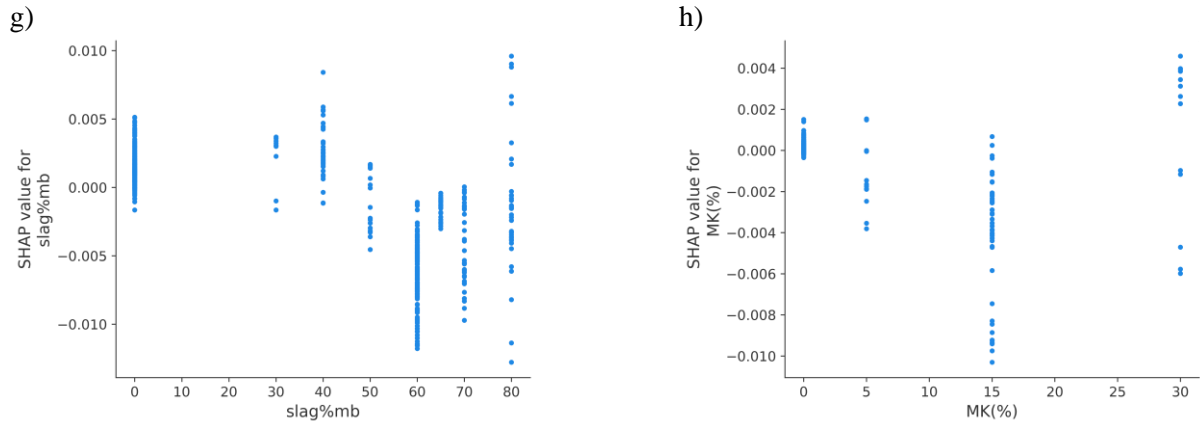 g)
0.010
0.005
0.000
−0.005
−0.010
SHAP value for
slag%mb
0 10 20 30 40 50 60 70 80
slag%mb
h)
0.004
0.002
0.000
−0.002
−0.004
−0.006
−0.008
−0.010
SHAP value for
MK(%)
0 5 10 15 20 25 30
MK(%)